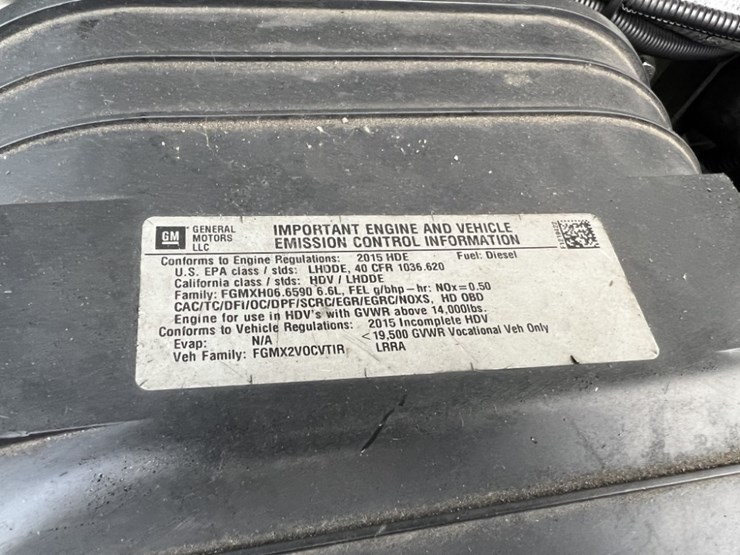 GM GENERAL MOTORS LLC
IMPORTANT ENGINE AND VEHICLE
EMISSION CONTROL INFORMATION
Conforms to Engine Regulations: 2015 HDE Fuel: Diesel
U.S. EPA class / stds: LHDDE, 40 CFR 1036.620
California class / stds: HDV / LHDDE
Family: FGMXH06.6590 6.6L, FEL g/bhp-hr: NOx=0.50
CAC/TC/DFI/OC/DPF/SCRC/EGR/EGRC/NOXS, HD OBD
Engine for use in HDV's with GVWR above 14,000lbs.
Conforms to Vehicle Regulations: 2015 Incomplete HDV
Evap: N/A <19,500 GVWR Vocational Veh Only
Veh Family: FGMX2VOCVTIR LRRA